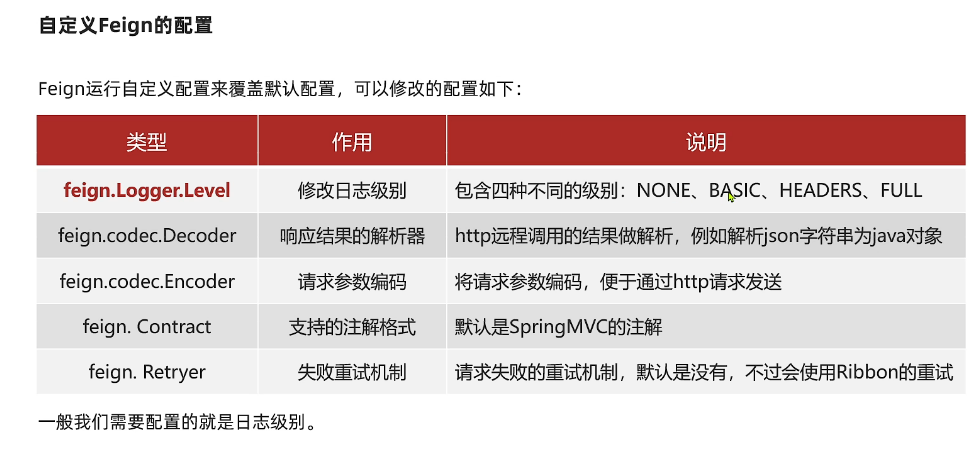 自定义Feign的配置
Feign运行自定义配置来覆盖默认配置，可以修改的配置如下：
类型 作用 说明
feign.Logger.Level 修改日志级别 包含四种不同的级别：NONE、BASIC、HEADERS、FULL
feign.codec.Decoder 响应结果的解析器 http远程调用的结果做解析，例如解析json字符串为java对象
feign.codec.Encoder 请求参数编码 将请求参数编码，便于通过http请求发送
feign. Contract 支持的注解格式 默认是SpringMVC的注解
feign. Retryer 失败重试机制 请求失败的重试机制，默认是没有，不过会使用Ribbon的重试
一般我们需要配置的就是日志级别。